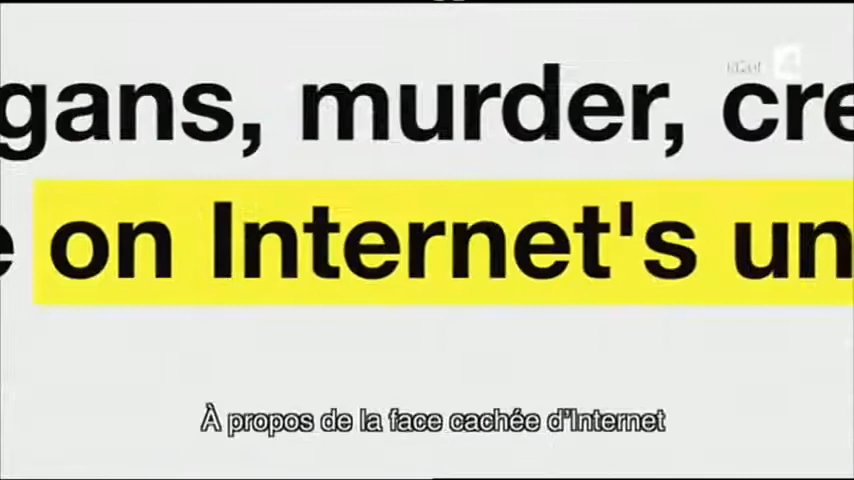 gans, murder, cre
e on Internet's un
À propos de la face cachée d'Internet